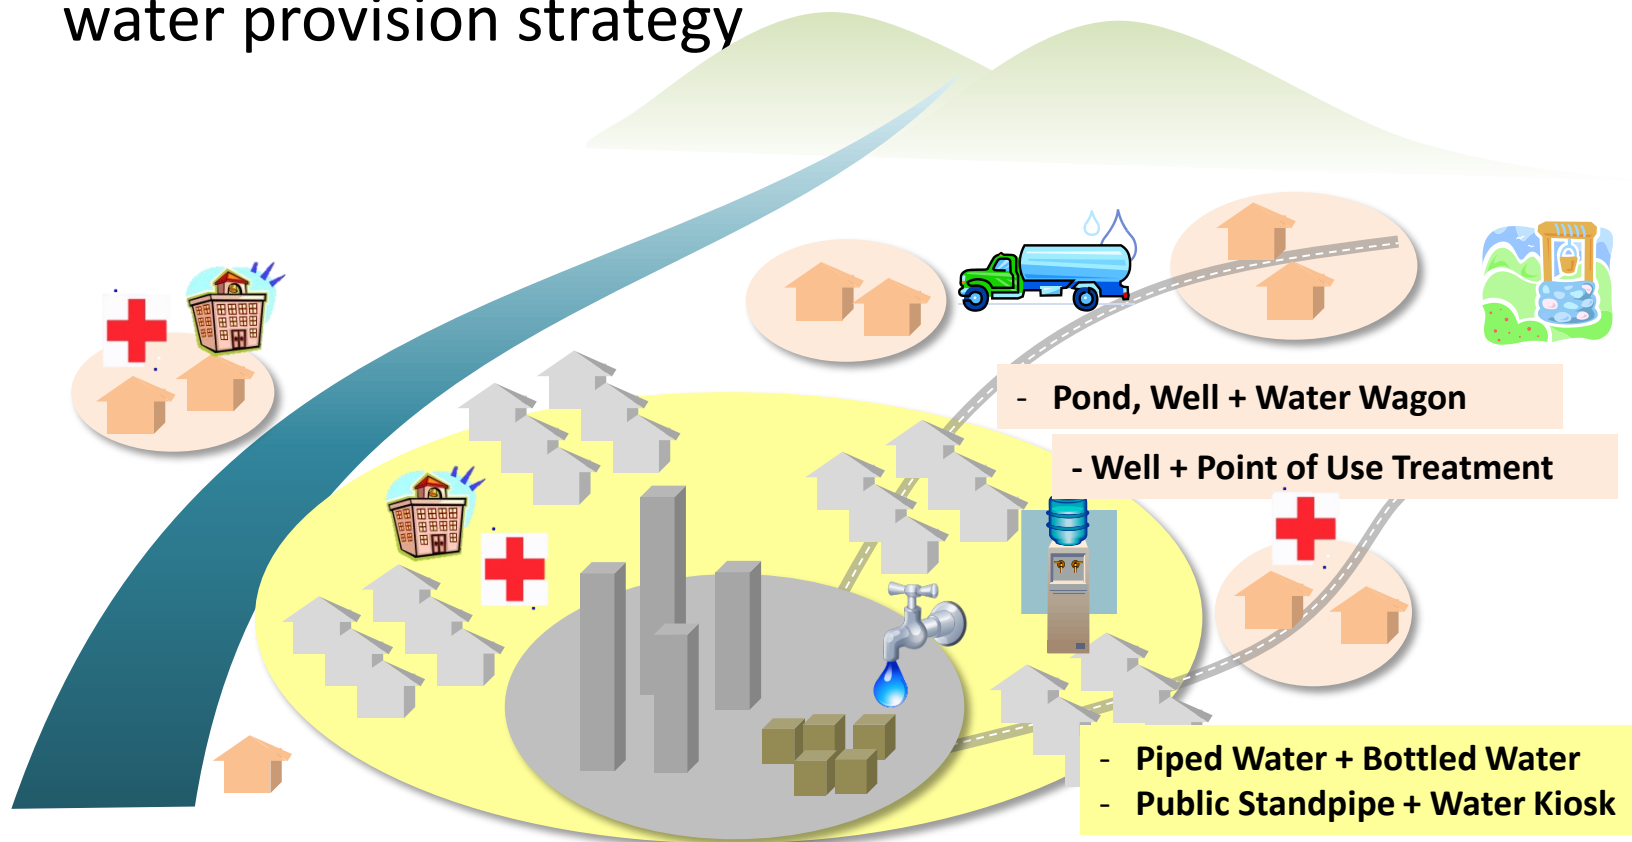 water provision strategy
- Pond, Well + Water Wagon
- Well + Point of Use Treatment
- Piped Water + Bottled Water
- Public Standpipe + Water Kiosk